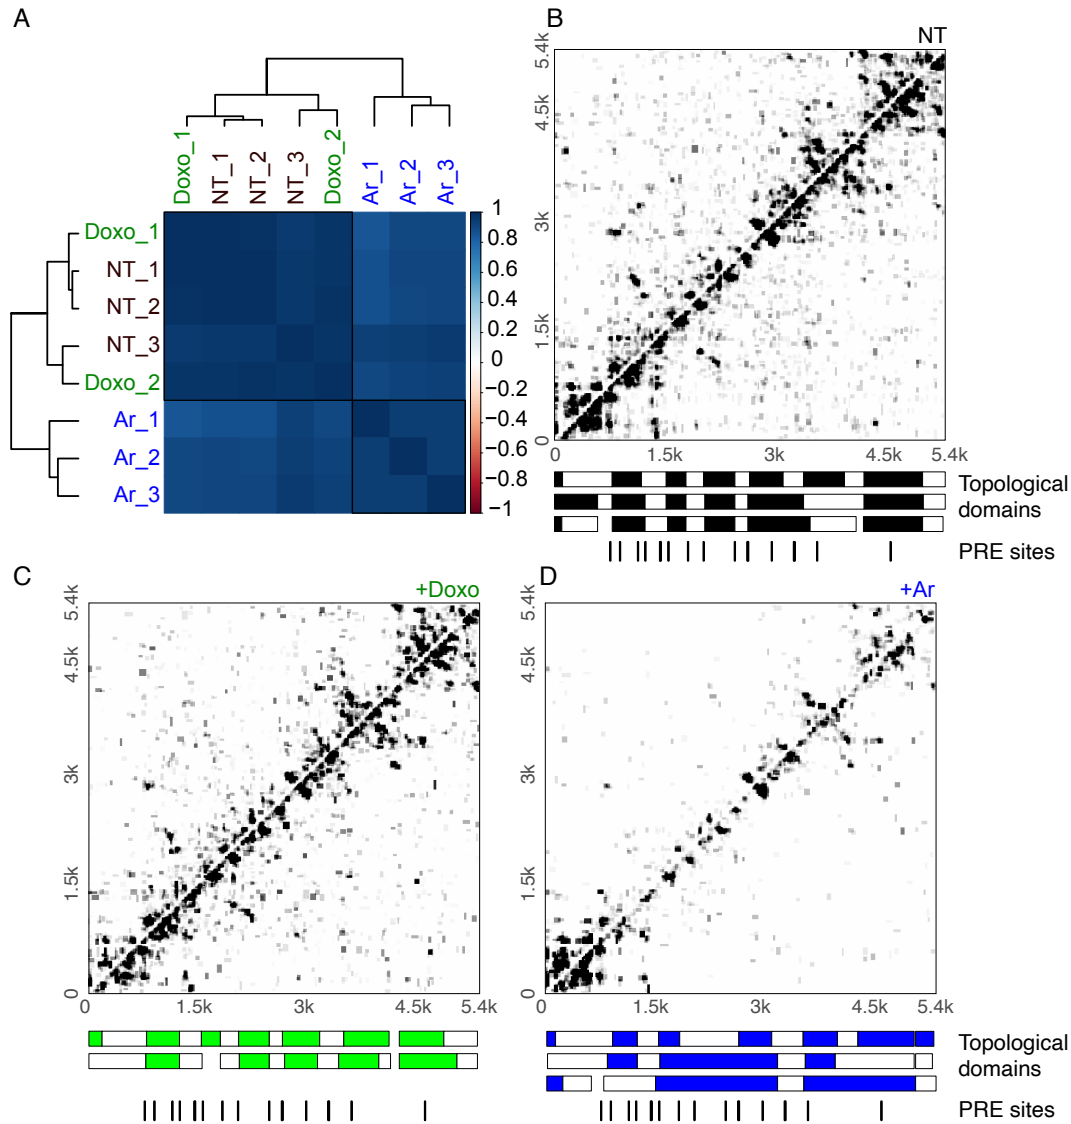 A
Doxo_1
NT_1
NT_2
NT_3
Doxo_2
Ar_1
Ar_2
Ar_3
Doxo_1
NT_1
NT_2
NT_3
Doxo_2
Ar_1
Ar_2
Ar_3
1
0.8
0.6
0.4
0.2
0
−0.2
−0.4
−0.6
−0.8
−1
B
NT
5.4k
4.5k
3k
1.5k
0
0 1.5k 3k 4.5k 5.4k
Topological
domains
PRE sites
C
+Doxo
5.4k
4.5k
3k
1.5k
0
0 1.5k 3k 4.5k 5.4k
D
+Ar
5.4k
4.5k
3k
1.5k
0
0 1.5k 3k 4.5k 5.4k
Topological
domains
PRE sites